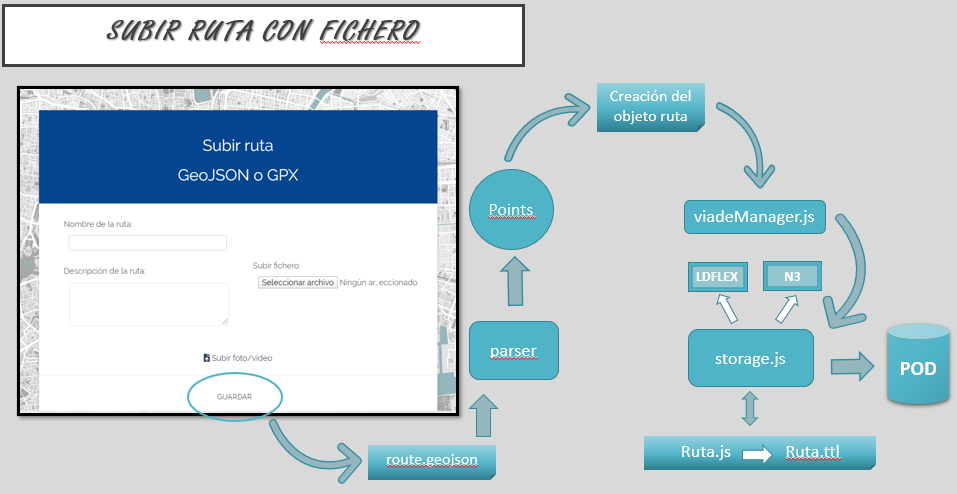 SUBIR RUTA CON FICHERO
Subir ruta
GeoJSON o GPX
Nombre de la ruta:
Descripción de la ruta:
Subir fichero:
Seleccionar archivo Ningún ar..eccionado
Subir foto/video
GUARDAR
route.geojson
parser
Points
Creación del
objeto ruta
viadeManager.js
LDFLEX
N3
storage.js
POD
Ruta.js
Ruta.ttl